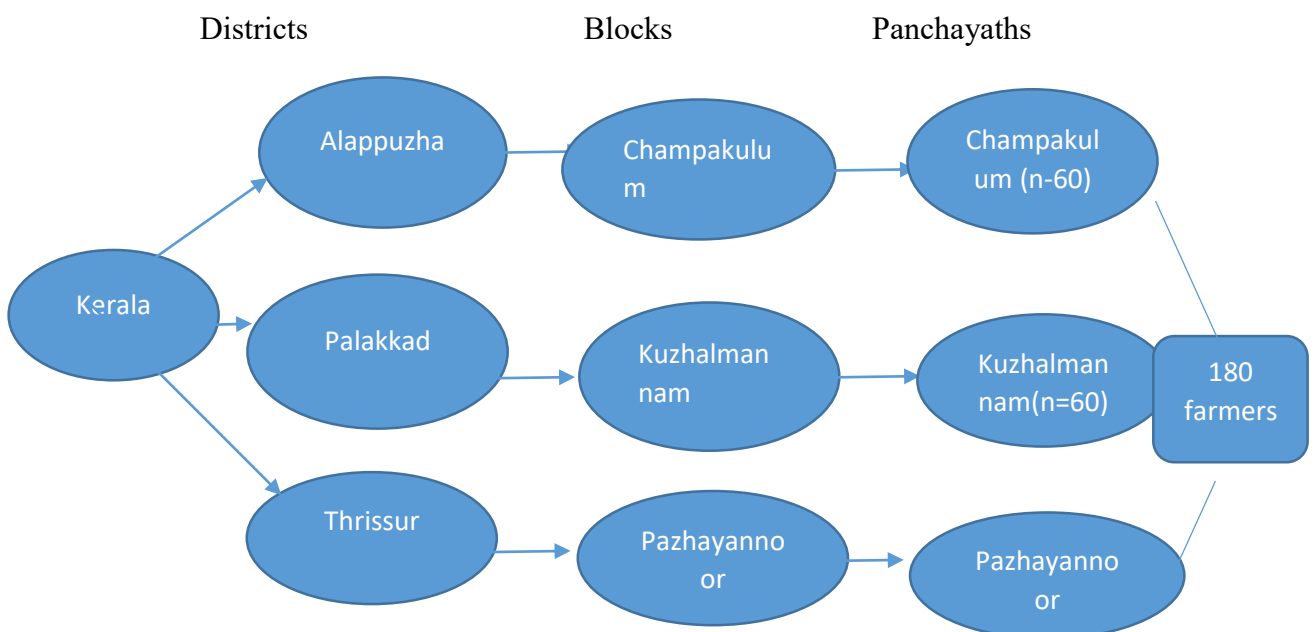 Districts Blocks Panchayaths
Alappuzha
Champakulu
m
Champakul
um (n-60)
Kerala
Palakkad
Kuzhalman
nam
Kuzhalman
nam(n=60)
180
farmers
Thrissur
Pazhayanno
or
Pazhayanno
or